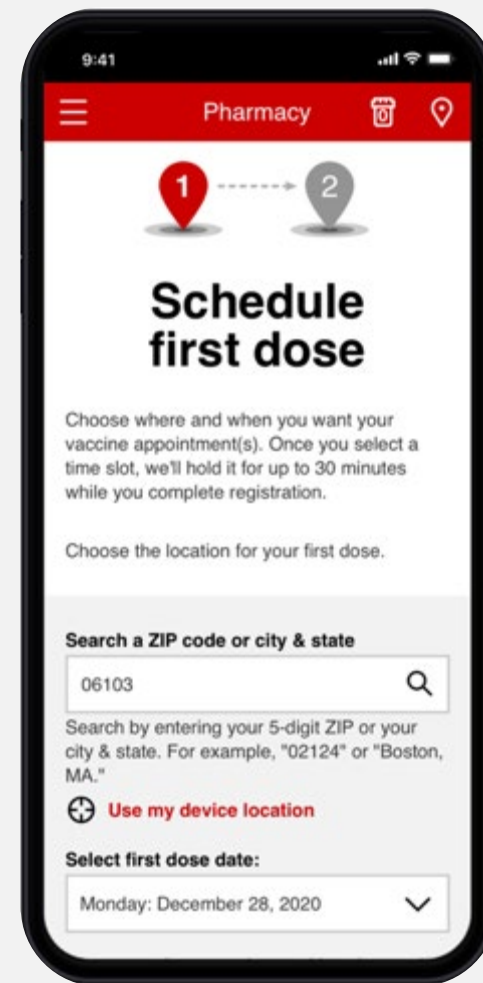 9:41
Pharmacy
0
1
2
Schedule
first dose
Choose where and when you want your
vaccine appointment(s). Once you select a
time slot, we'll hold it for up to 30 minutes
while you complete registration.
Choose the location for your first dose.
Search a ZIP code or city & state
06103
Search by entering your 5-digit ZIP or your
city & state. For example, "02124" or "Boston,
MA."
Use my device location
Select first dose date:
Monday: December 28, 2020